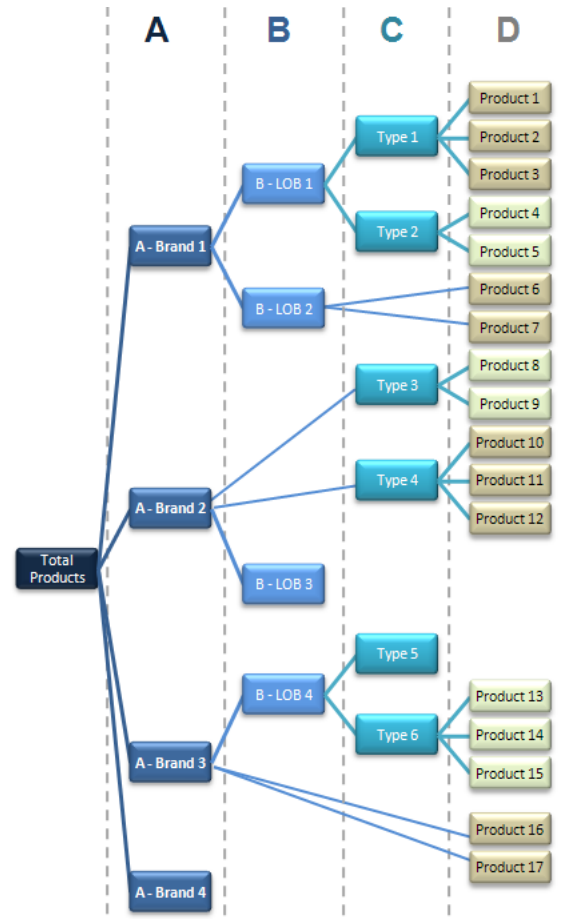 A
B
C
D
Product 1
Type 1
Product 2
Product 3
B - LOB 1
Product 4
Type 2
A - Brand 1
Product 5
Product 6
B - LOB 2
Product 7
Product 8
Type 3
Product 9
Product 10
Type 4
Product 11
A - Brand 2
Product 12
Total
Products
B - LOB 3
Type 5
B - LOB 4
Product 13
Type 6
Product 14
A - Brand 3
Product 15
Product 16
Product 17
A - Brand 4